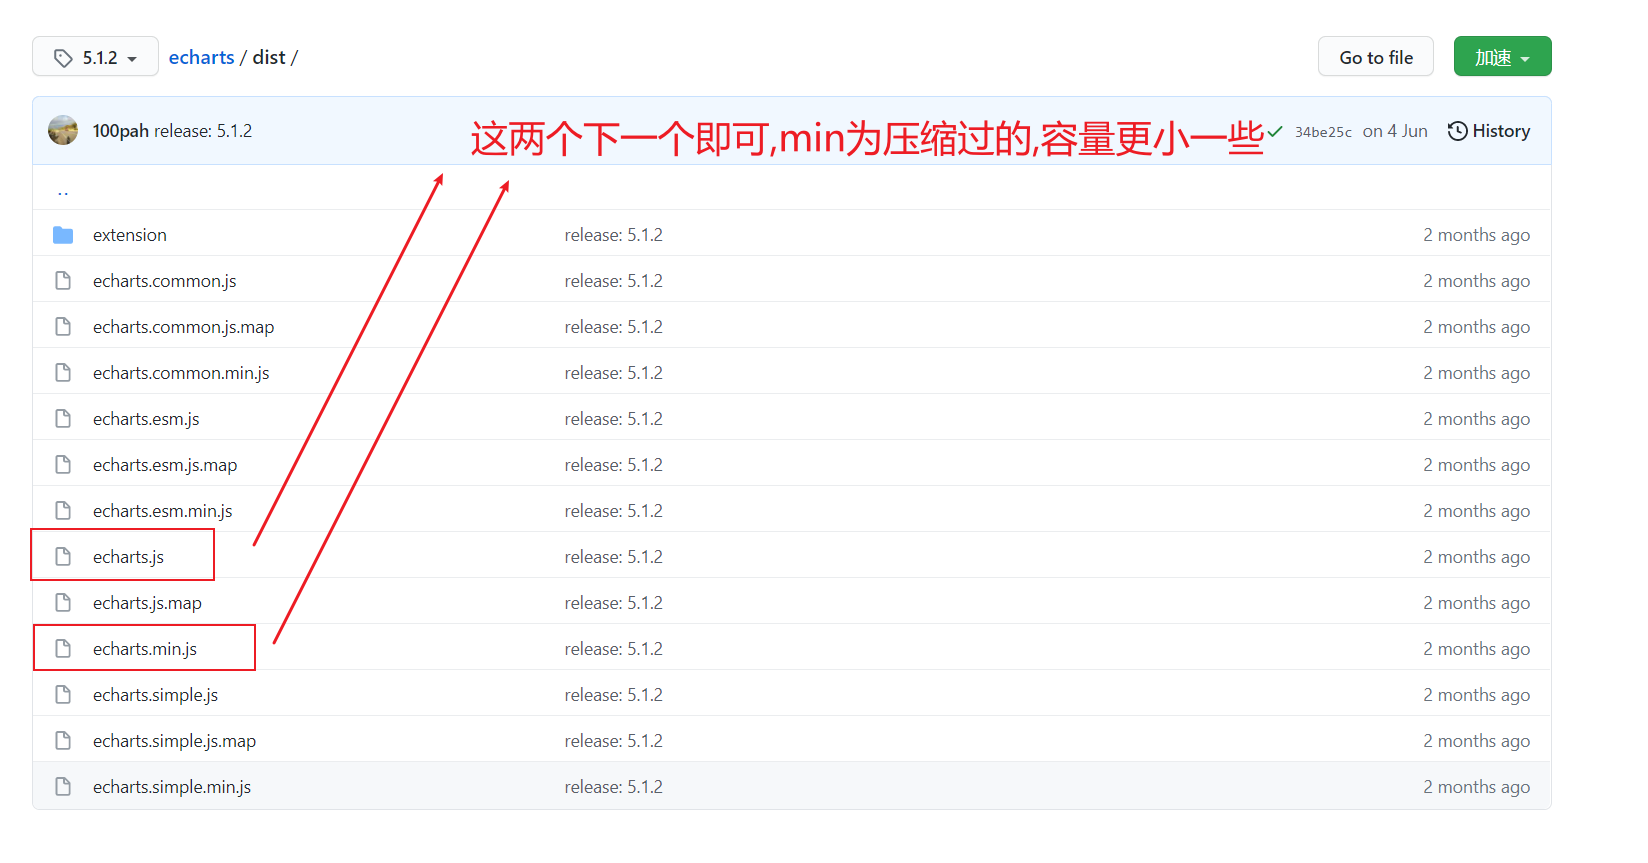 5.1.2 echarts / dist / Go to file 加速
100pah release: 5.1.2 这两个下一个即可,min为压缩过的,容量更小一些 34be25c on 4 Jun History
..
extension release: 5.1.2 2 months ago
echarts.common.js release: 5.1.2 2 months ago
echarts.common.js.map release: 5.1.2 2 months ago
echarts.common.min.js release: 5.1.2 2 months ago
echarts.esm.js release: 5.1.2 2 months ago
echarts.esm.js.map release: 5.1.2 2 months ago
echarts.esm.min.js release: 5.1.2 2 months ago
echarts.js release: 5.1.2 2 months ago
echarts.js.map release: 5.1.2 2 months ago
echarts.min.js release: 5.1.2 2 months ago
echarts.simple.js release: 5.1.2 2 months ago
echarts.simple.js.map release: 5.1.2 2 months ago
echarts.simple.min.js release: 5.1.2 2 months ago